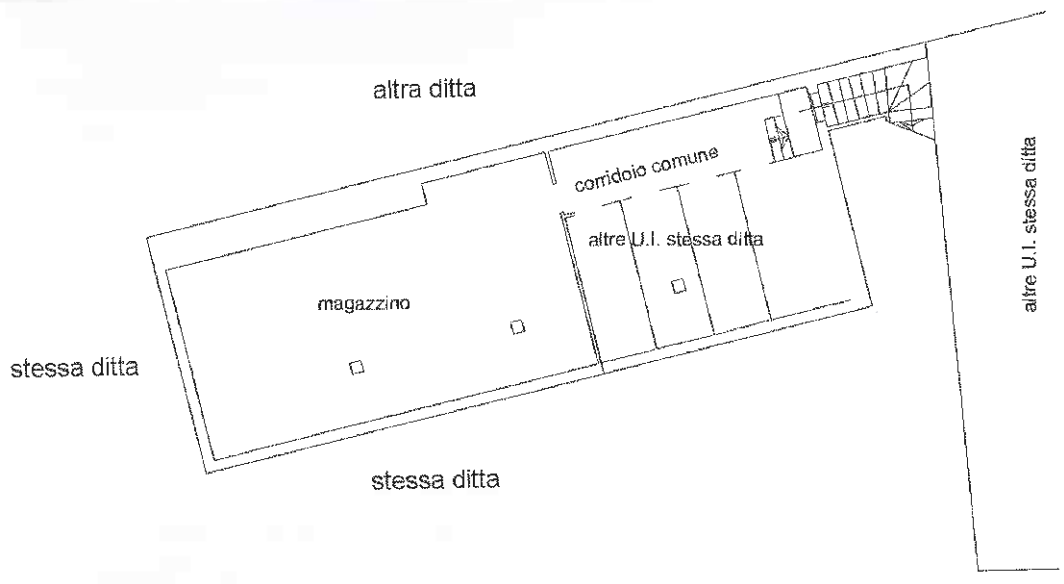 altra ditta
corridoio comune
altre U.I. stessa ditta
altre U.I. stessa ditta
magazzino
stessa ditta
stessa ditta